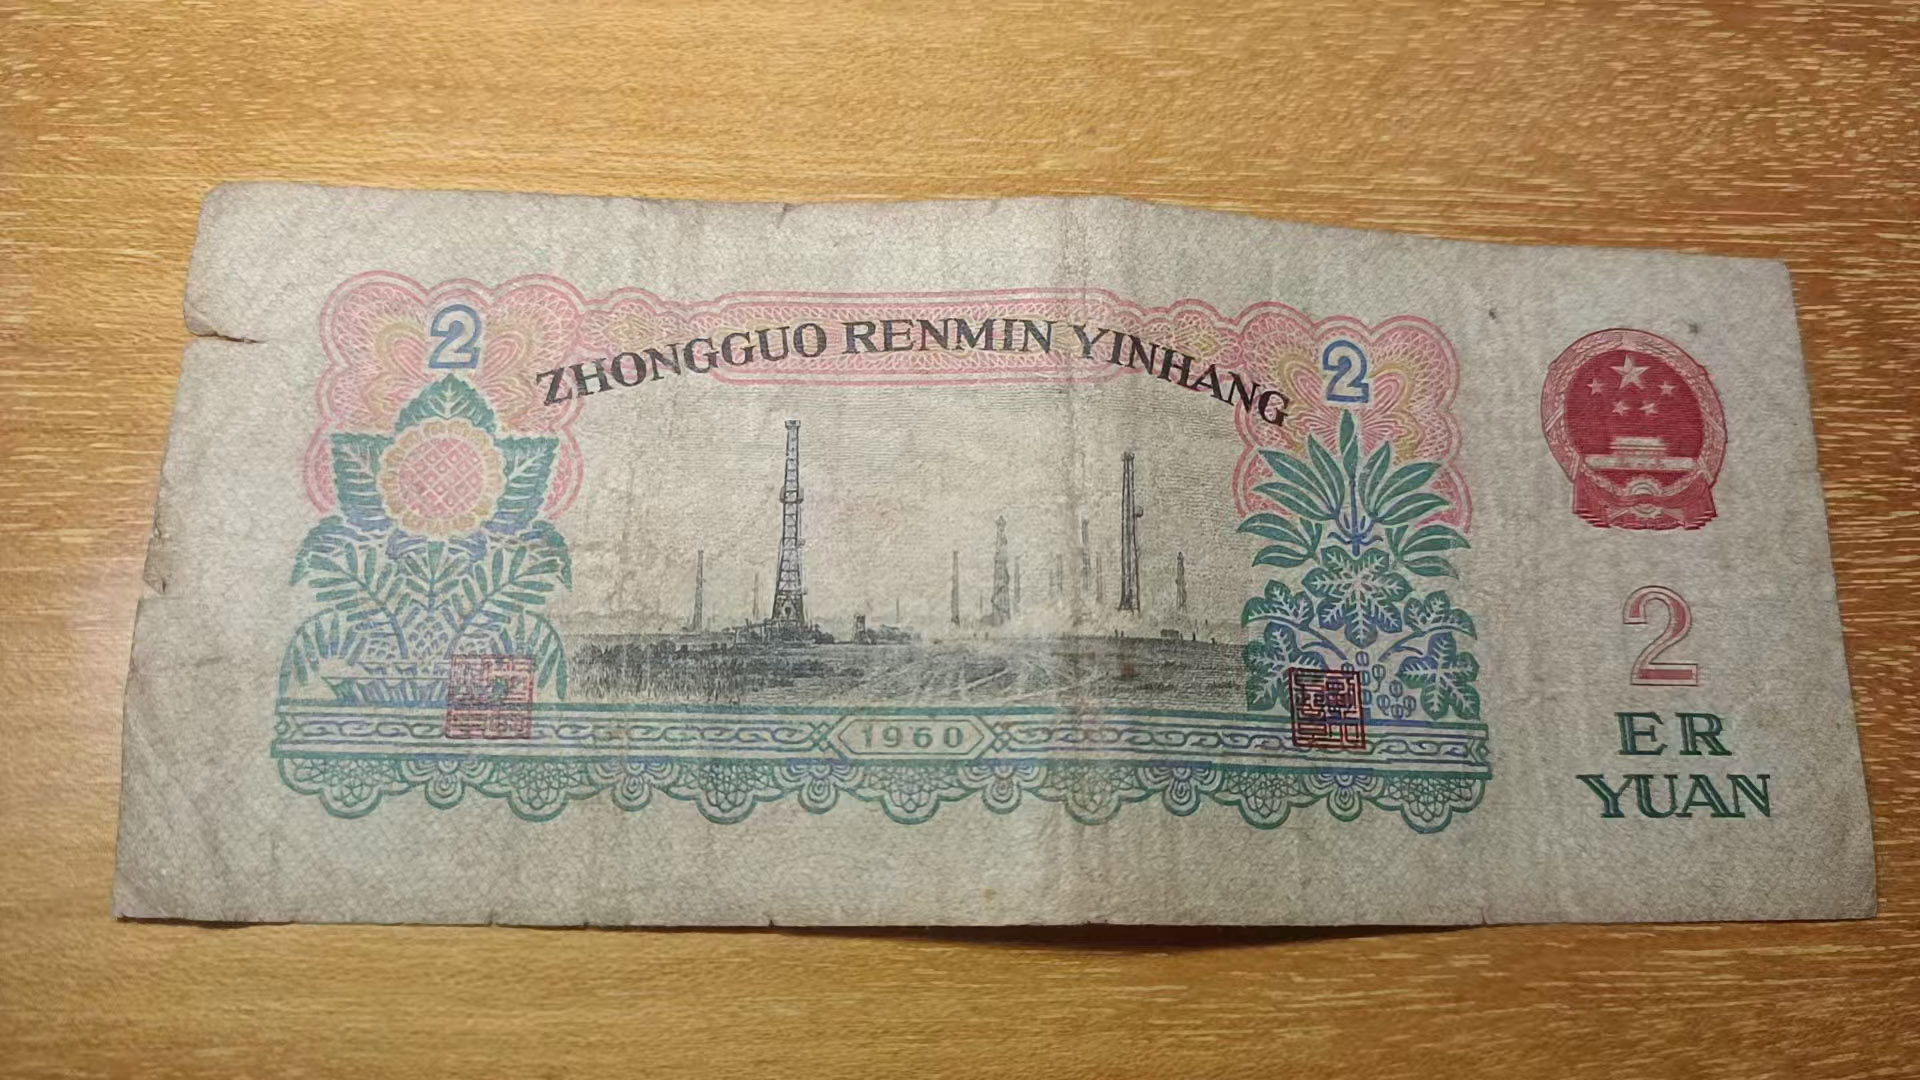 2
ZHONGGUO RENMIN YINHANG
2
1960
2
ER
YUAN